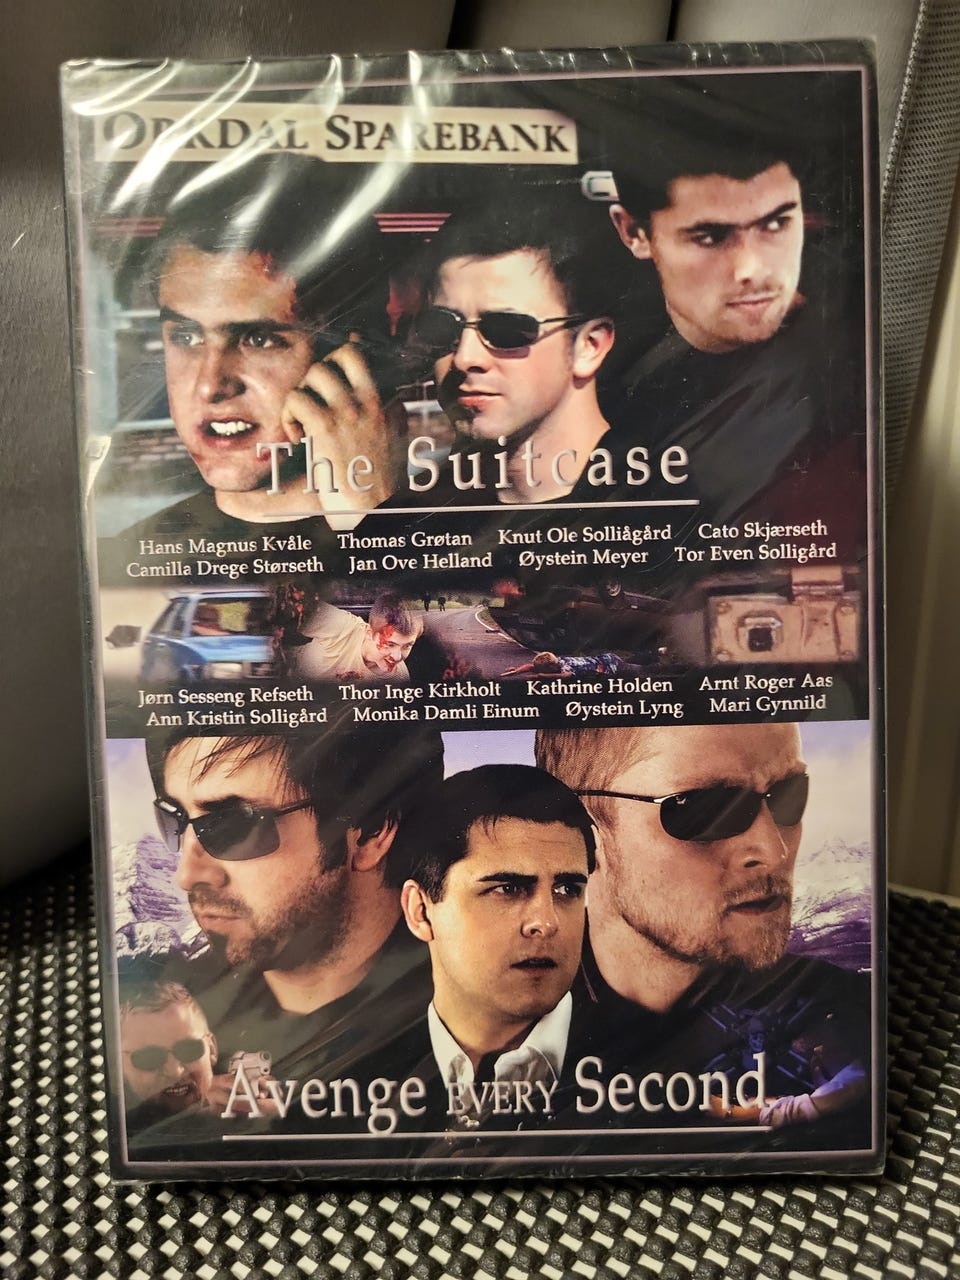 Orkdal Sparebank
The Suitcase
Hans Magnus Kvåle Thomas Grøtan Knut Ole Solliågård Cato Skjærseth
Camilla Drege Størseth Jan Ove Helland Øystein Meyer Tor Even Solligård
Jørn Sesseng Refseth Thor Inge Kirkholt Kathrine Holden Arnt Roger Aas
Ann Kristin Solligård Monika Damli Einum Øystein Lyng Mari Gynnild
Avenge EVERY Second